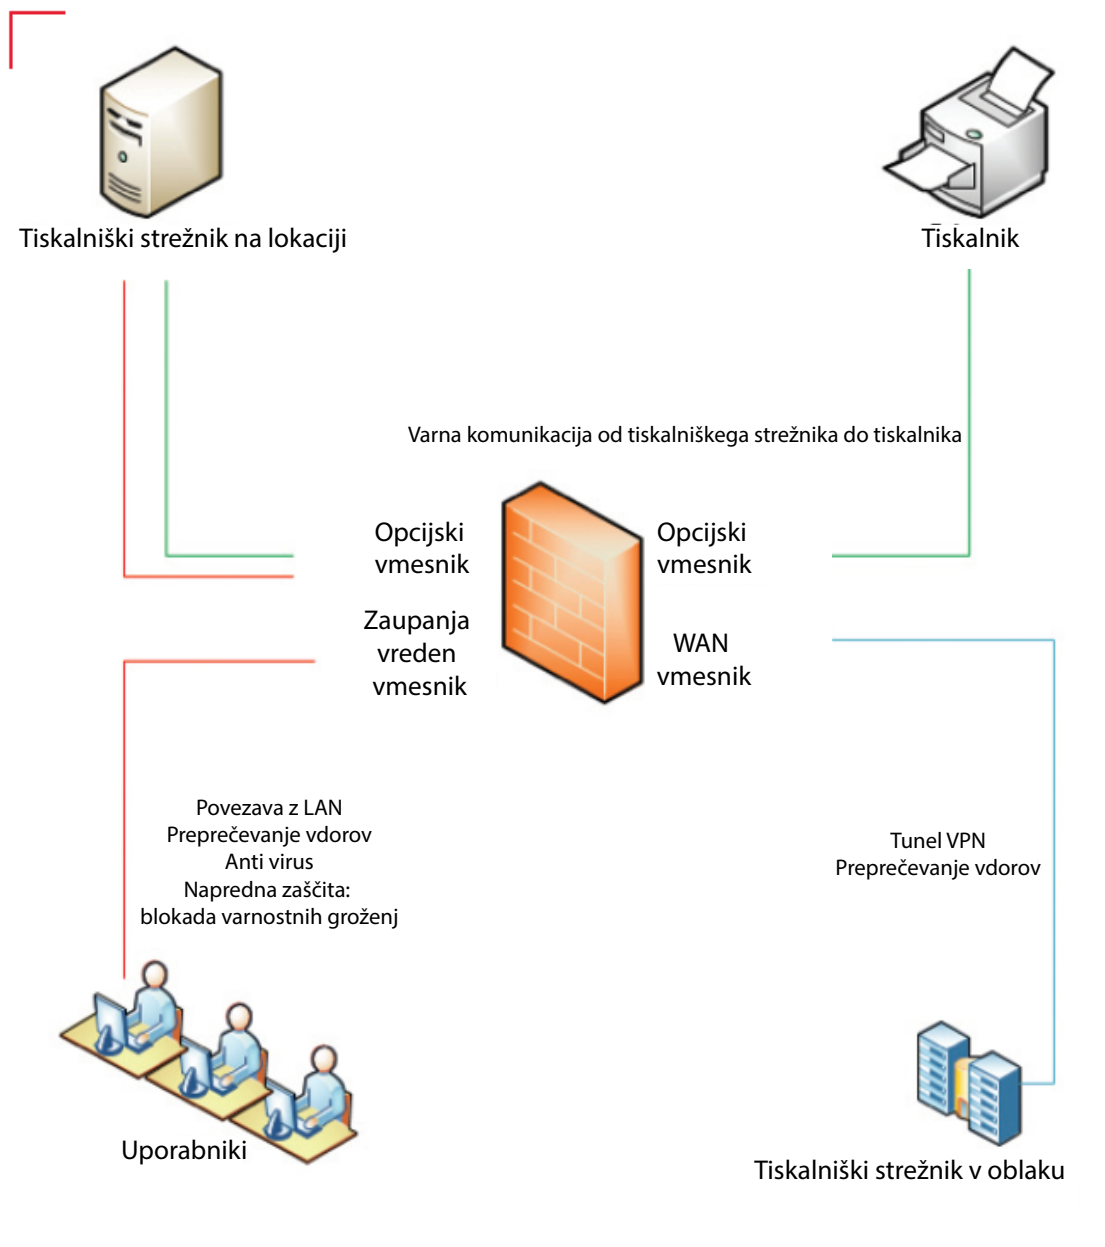 Tiskalniški strežnik na lokaciji
Tiskalnik
Varna komunikacija od tiskalniškega strežnika do tiskalnika
Opcijski
vmesnik
Opcijski
vmesnik
Zaupanja
vreden
vmesnik
WAN
vmesnik
Povezava z LAN
Preprečevanje vdorov
Anti virus
Napredna zaščita:
blokada varnostnih groženj
Tunel VPN
Preprečevanje vdorov
Uporabniki
Tiskalniški strežnik v oblaku